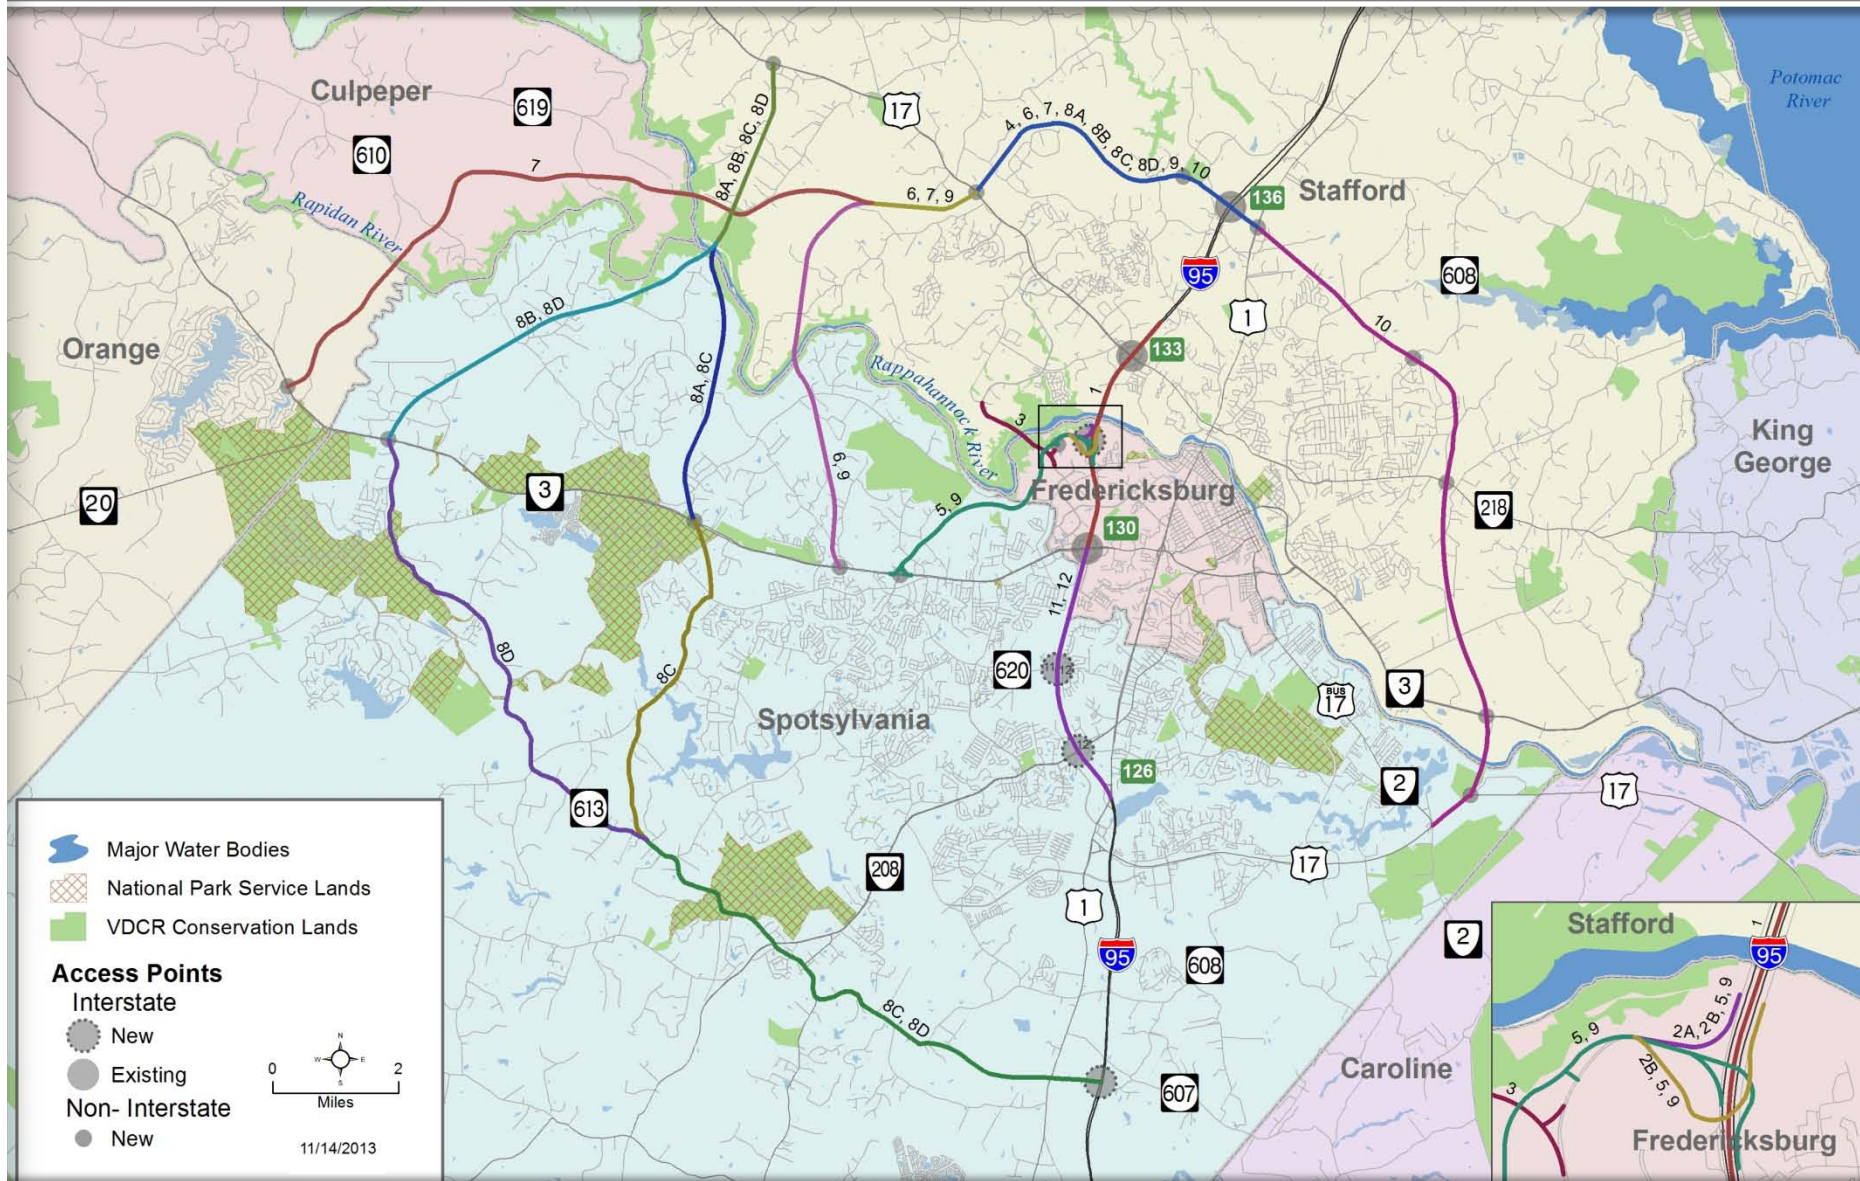 Culpeper
619
610
17
Potomac
River
4, 6, 7, 8A, 8B,
8C, 8D, 9, 10
8A, 8B, 8C, 8D
7
6, 7, 9
136
Stafford
Rapidan River
95
608
8B, 8D
1
10
Orange
133
8A, 8C
1
Rappahannock
River
3
King
George
6, 9
Fredericksburg
3
20
5, 9
218
130
11, 12
8D
8C
620
11, 12
BUS
17
3
Spotsylvania
12
126
2
17
613
17
208
1
2
95
608
8C, 8D
607
Caroline
Major Water Bodies
National Park Service Lands
VDCR Conservation Lands
Access Points
Interstate
New
Existing
Non- Interstate
New
N
W
E
S
0
2
Miles
11/14/2013
Stafford
1
95
2A, 2B, 5, 9
5, 9
2B, 5, 9
3
Fredericksburg